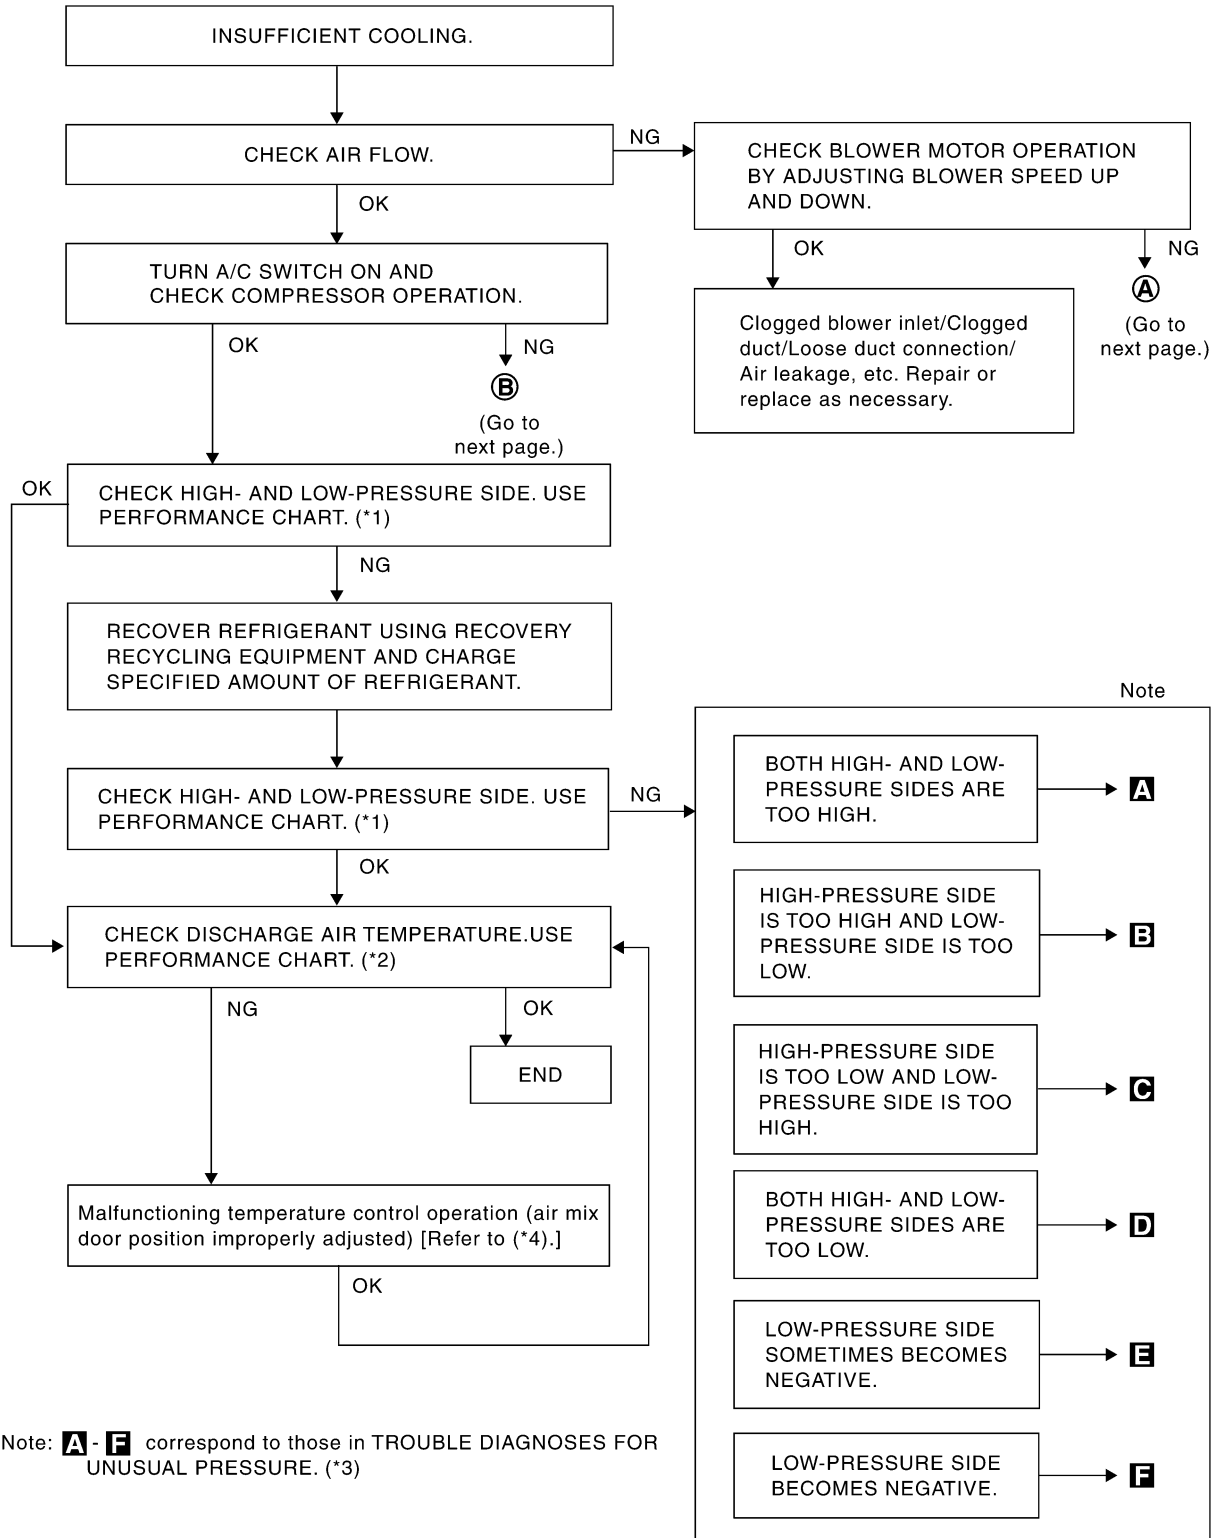 INSUFFICIENT COOLING.
CHECK AIR FLOW.
NG
CHECK BLOWER MOTOR OPERATION
BY ADJUSTING BLOWER SPEED UP
AND DOWN.
OK
OK
NG
TURN A/C SWITCH ON AND
CHECK COMPRESSOR OPERATION.
A
(Go to
next page.)
Clogged blower inlet/Clogged
duct/Loose duct connection/
Air leakage, etc. Repair or
replace as necessary.
OK
NG
B
(Go to
next page.)
OK
CHECK HIGH- AND LOW-PRESSURE SIDE. USE
PERFORMANCE CHART. (*1)
NG
RECOVER REFRIGERANT USING RECOVERY
RECYCLING EQUIPMENT AND CHARGE
SPECIFIED AMOUNT OF REFRIGERANT.
CHECK HIGH- AND LOW-PRESSURE SIDE. USE
PERFORMANCE CHART. (*1)
NG
OK
CHECK DISCHARGE AIR TEMPERATURE.USE
PERFORMANCE CHART. (*2)
NG
OK
END
Malfunctioning temperature control operation (air mix
door position improperly adjusted) [Refer to (*4).]
OK
Note
BOTH HIGH- AND LOW-
PRESSURE SIDES ARE
TOO HIGH.
A
HIGH-PRESSURE SIDE
IS TOO HIGH AND LOW-
PRESSURE SIDE IS TOO
LOW.
B
HIGH-PRESSURE SIDE
IS TOO LOW AND LOW-
PRESSURE SIDE IS TOO
HIGH.
C
BOTH HIGH- AND LOW-
PRESSURE SIDES ARE
TOO LOW.
D
LOW-PRESSURE SIDE
SOMETIMES BECOMES
NEGATIVE.
E
LOW-PRESSURE SIDE
BECOMES NEGATIVE.
F
Note: A - F correspond to those in TROUBLE DIAGNOSES FOR
UNUSUAL PRESSURE. (*3)